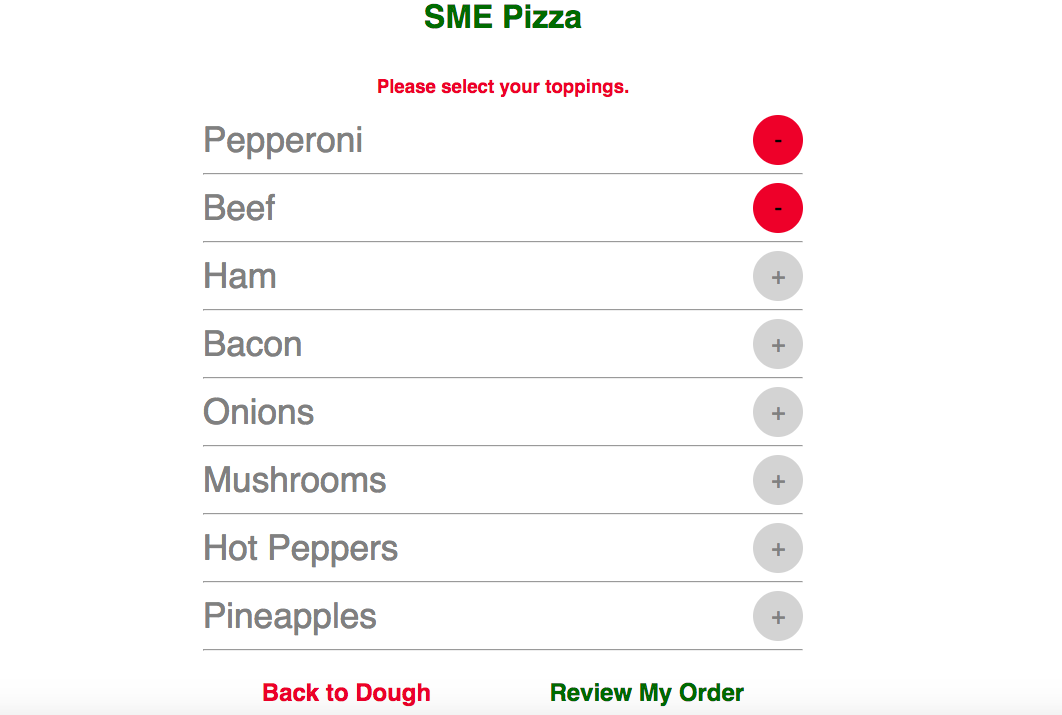 SME Pizza
Please select your toppings.
Pepperoni -
Beef -
Ham +
Bacon +
Onions +
Mushrooms +
Hot Peppers +
Pineapples +
Back to Dough Review My Order